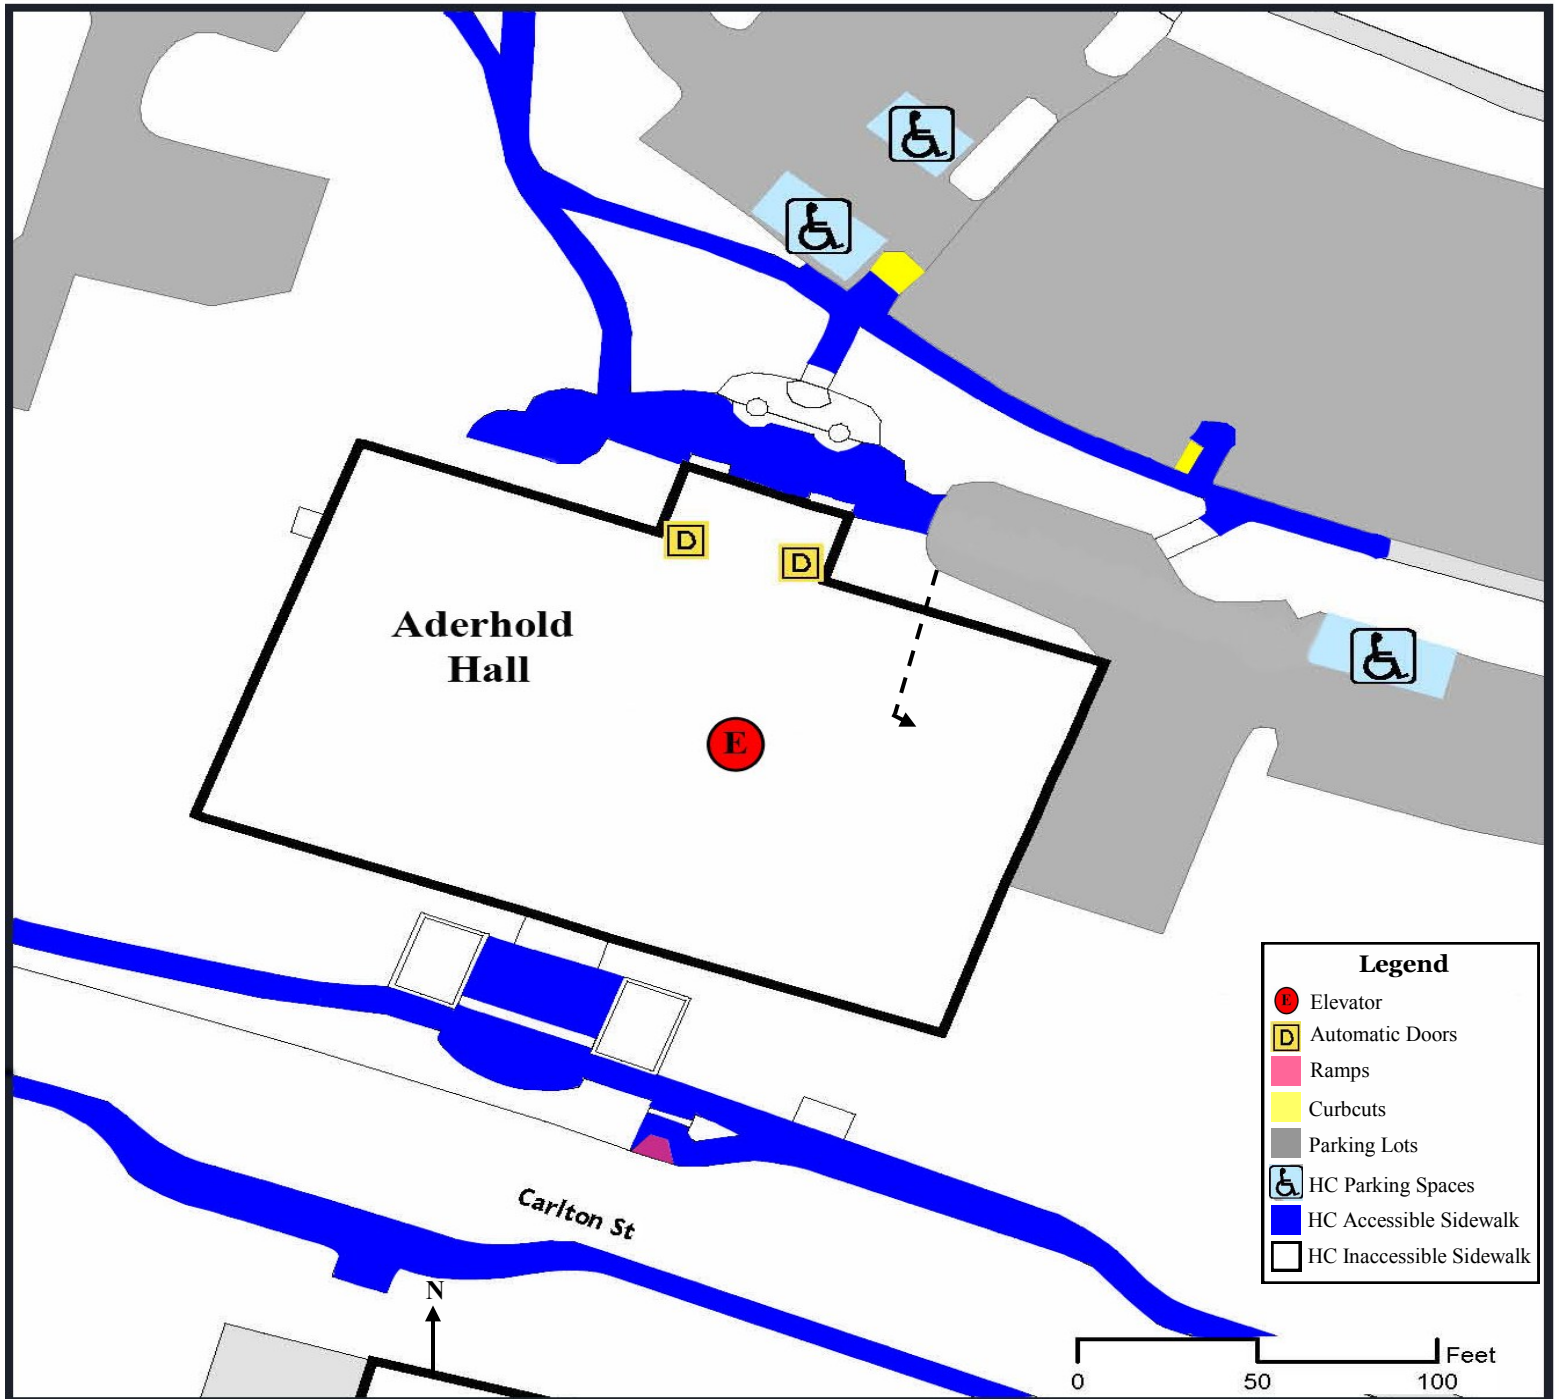 D
D
Aderhold
Hall
E
Carlton St
N
Legend
E Elevator
D Automatic Doors
Ramps
Curbcuts
Parking Lots
HC Parking Spaces
HC Accessible Sidewalk
HC Inaccessible Sidewalk
Feet
0 50 100